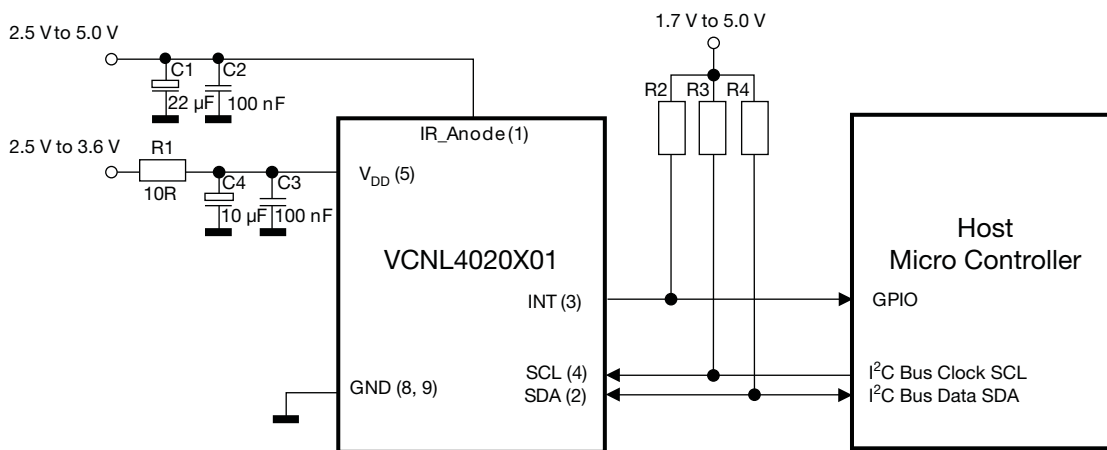 1.7 V to 5.0 V
2.5 V to 5.0 V
C1
C2
22 µF
100 nF
R2
R3
R4
IR_Anode (1)
2.5 V to 3.6 V
R1
10R
C4
C3
10 µF
100 nF
VDD (5)
VCNL4020X01
Host
Micro Controller
INT (3)
GPIO
GND (8, 9)
SCL (4)
SDA (2)
I²C Bus Clock SCL
I²C Bus Data SDA